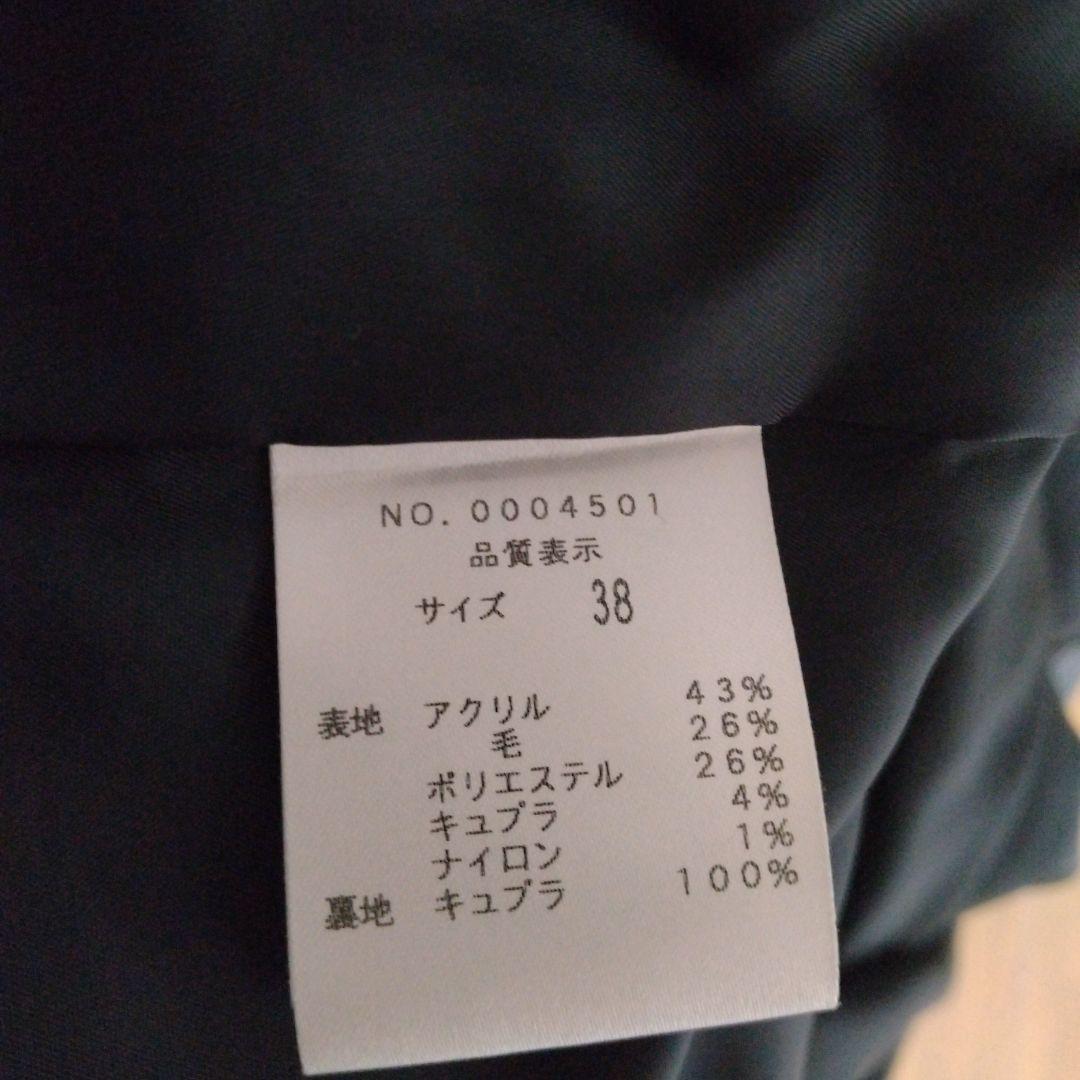 NO.0004501
品質表示
サイズ 38
表地 アクリル 43%
毛 26%
ポリエステル 26%
キュプラ 4%
ナイロン 1%
裏地 キュプラ 100%